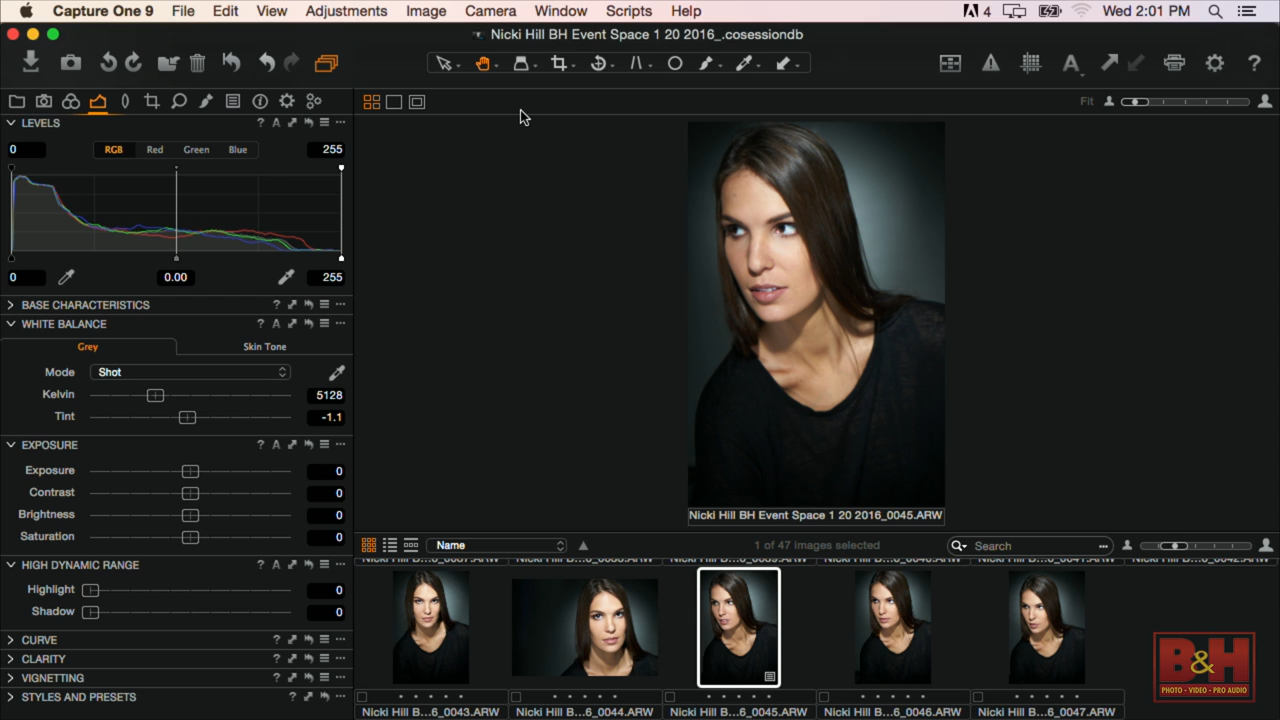 Capture One 9 File Edit View Adjustments Image Camera Window Scripts Help 4 Wed 2:01 PM
Nicki Hill BH Event Space 1 20 2016_.cosessiondb
Fit
LEVELS
0 RGB Red Green Blue 255
0 0.00 255
BASE CHARACTERISTICS
WHITE BALANCE
Grey Skin Tone
Mode Shot
Kelvin 5128
Tint -1.1
EXPOSURE
Exposure 0
Contrast 0
Brightness 0
Saturation 0
HIGH DYNAMIC RANGE
Highlight 0
Shadow 0
CURVE
CLARITY
VIGNETTING
STYLES AND PRESETS
Nicki Hill BH Event Space 1 20 2016_0045.ARW
Name 1 of 47 images selected Search
Nicki Hill B...6_0043.ARW Nicki Hill B...6_0044.ARW Nicki Hill B...6_0045.ARW Nicki Hill B...6_0046.ARW Nicki Hill B...6_0047.ARW
B&H
PHOTO • VIDEO • PRO AUDIO